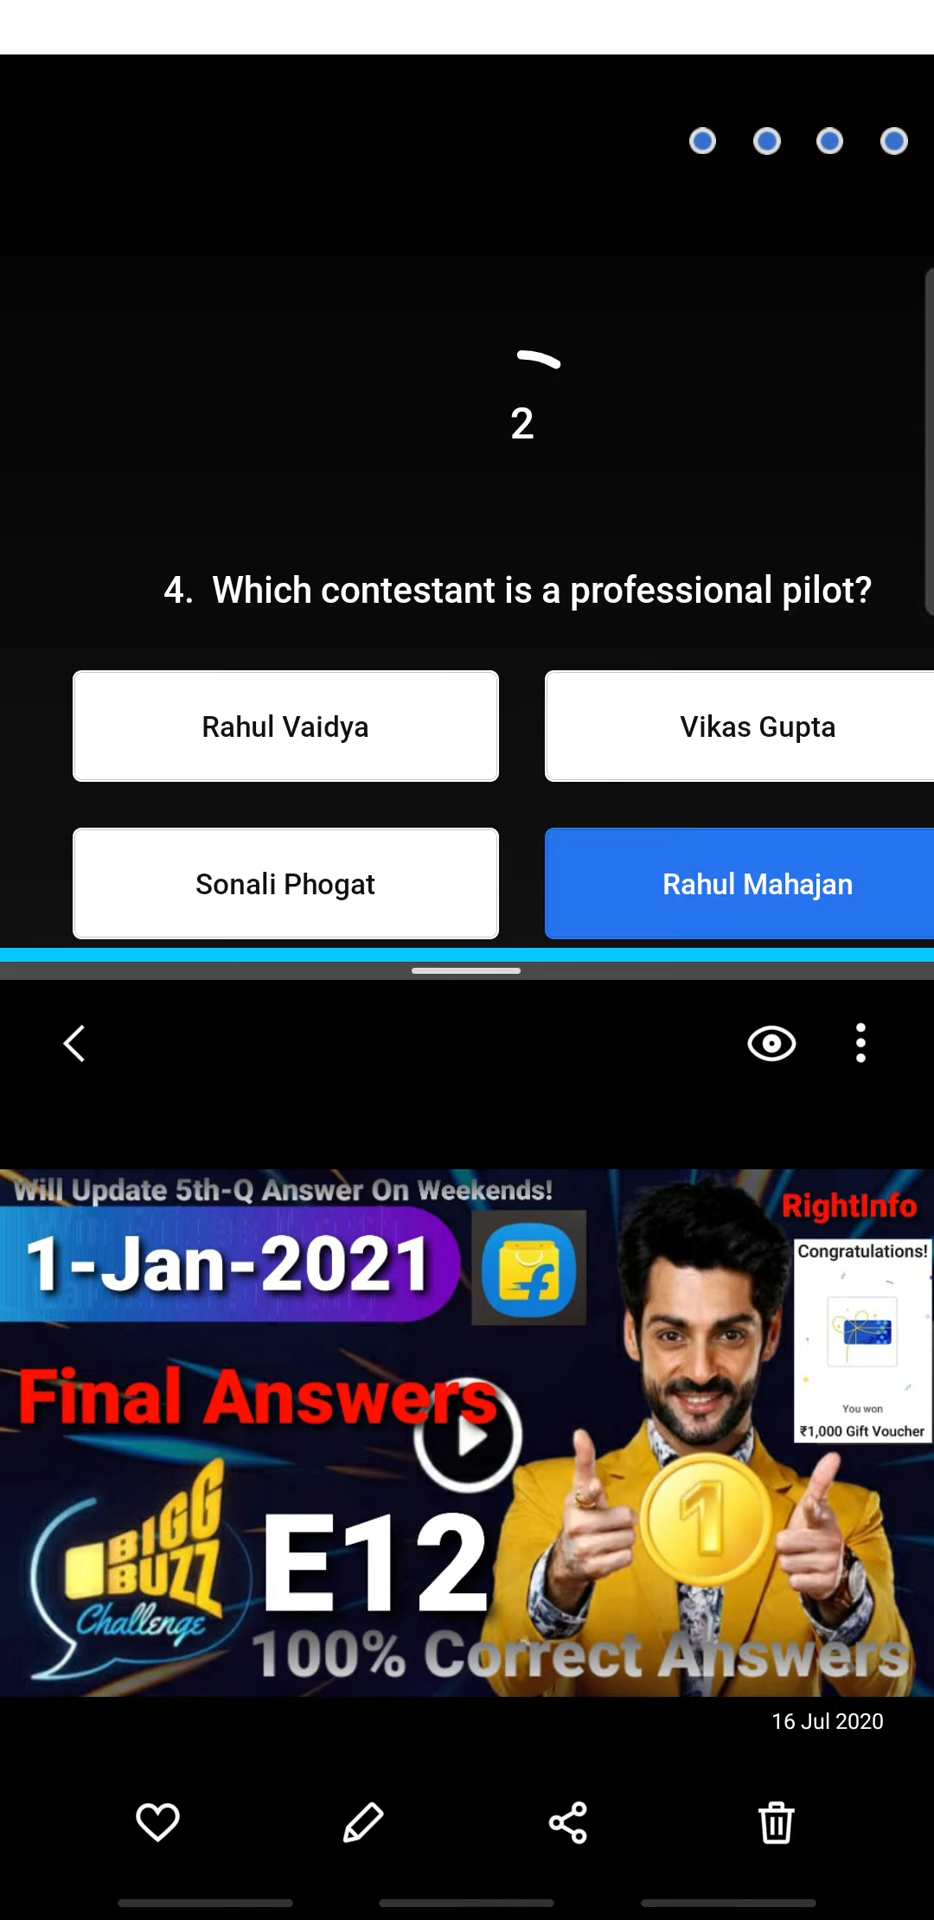 2
4. Which contestant is a professional pilot?
Rahul Vaidya
Vikas Gupta
Sonali Phogat
Rahul Mahajan
Will Update 5th-Q Answer On Weekends!
RightInfo
1-Jan-2021
Congratulations!
Final Answers
You won
₹1,000 Gift Voucher
BIGG
BUZZ
Challenge
E12
1
100% Correct Answers
16 Jul 2020